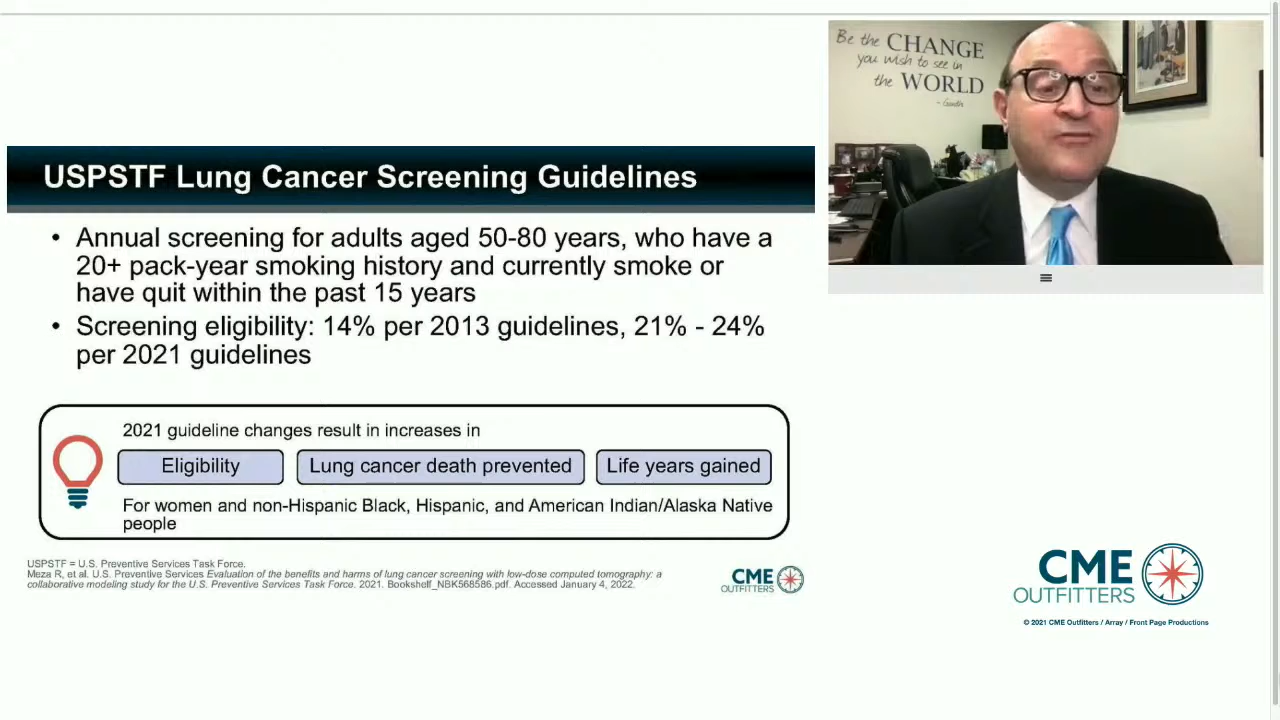 USPSTF Lung Cancer Screening Guidelines
• Annual screening for adults aged 50-80 years, who have a
20+ pack-year smoking history and currently smoke or
have quit within the past 15 years
• Screening eligibility: 14% per 2013 guidelines, 21% - 24%
per 2021 guidelines
2021 guideline changes result in increases in
Eligibility
Lung cancer death prevented
Life years gained
For women and non-Hispanic Black, Hispanic, and American Indian/Alaska Native
people
USPSTF = U.S. Preventive Services Task Force.
Meza R, et al. U.S. Preventive Services Evaluation of the benefits and harms of lung cancer screening with low-dose computed tomography: a
collaborative modeling study for the U.S. Preventive Services Task Force. 2021. Bookshelf_NBK568586.pdf. Accessed January 4, 2022.
CME
OUTFITTERS
Be the CHANGE
you wish to see in
the WORLD
- Gandhi
CME
OUTFITTERS
© 2021 CME Outfitters / Array / Front Page Productions